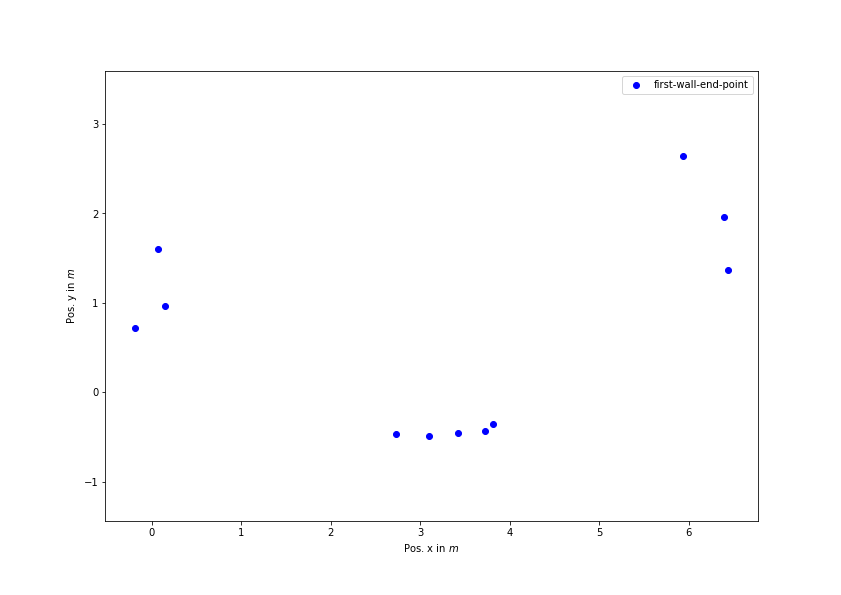 first-wall-end-point
3
2
1
0
−1
Pos. y in m
0 1 2 3 4 5 6
Pos. x in m